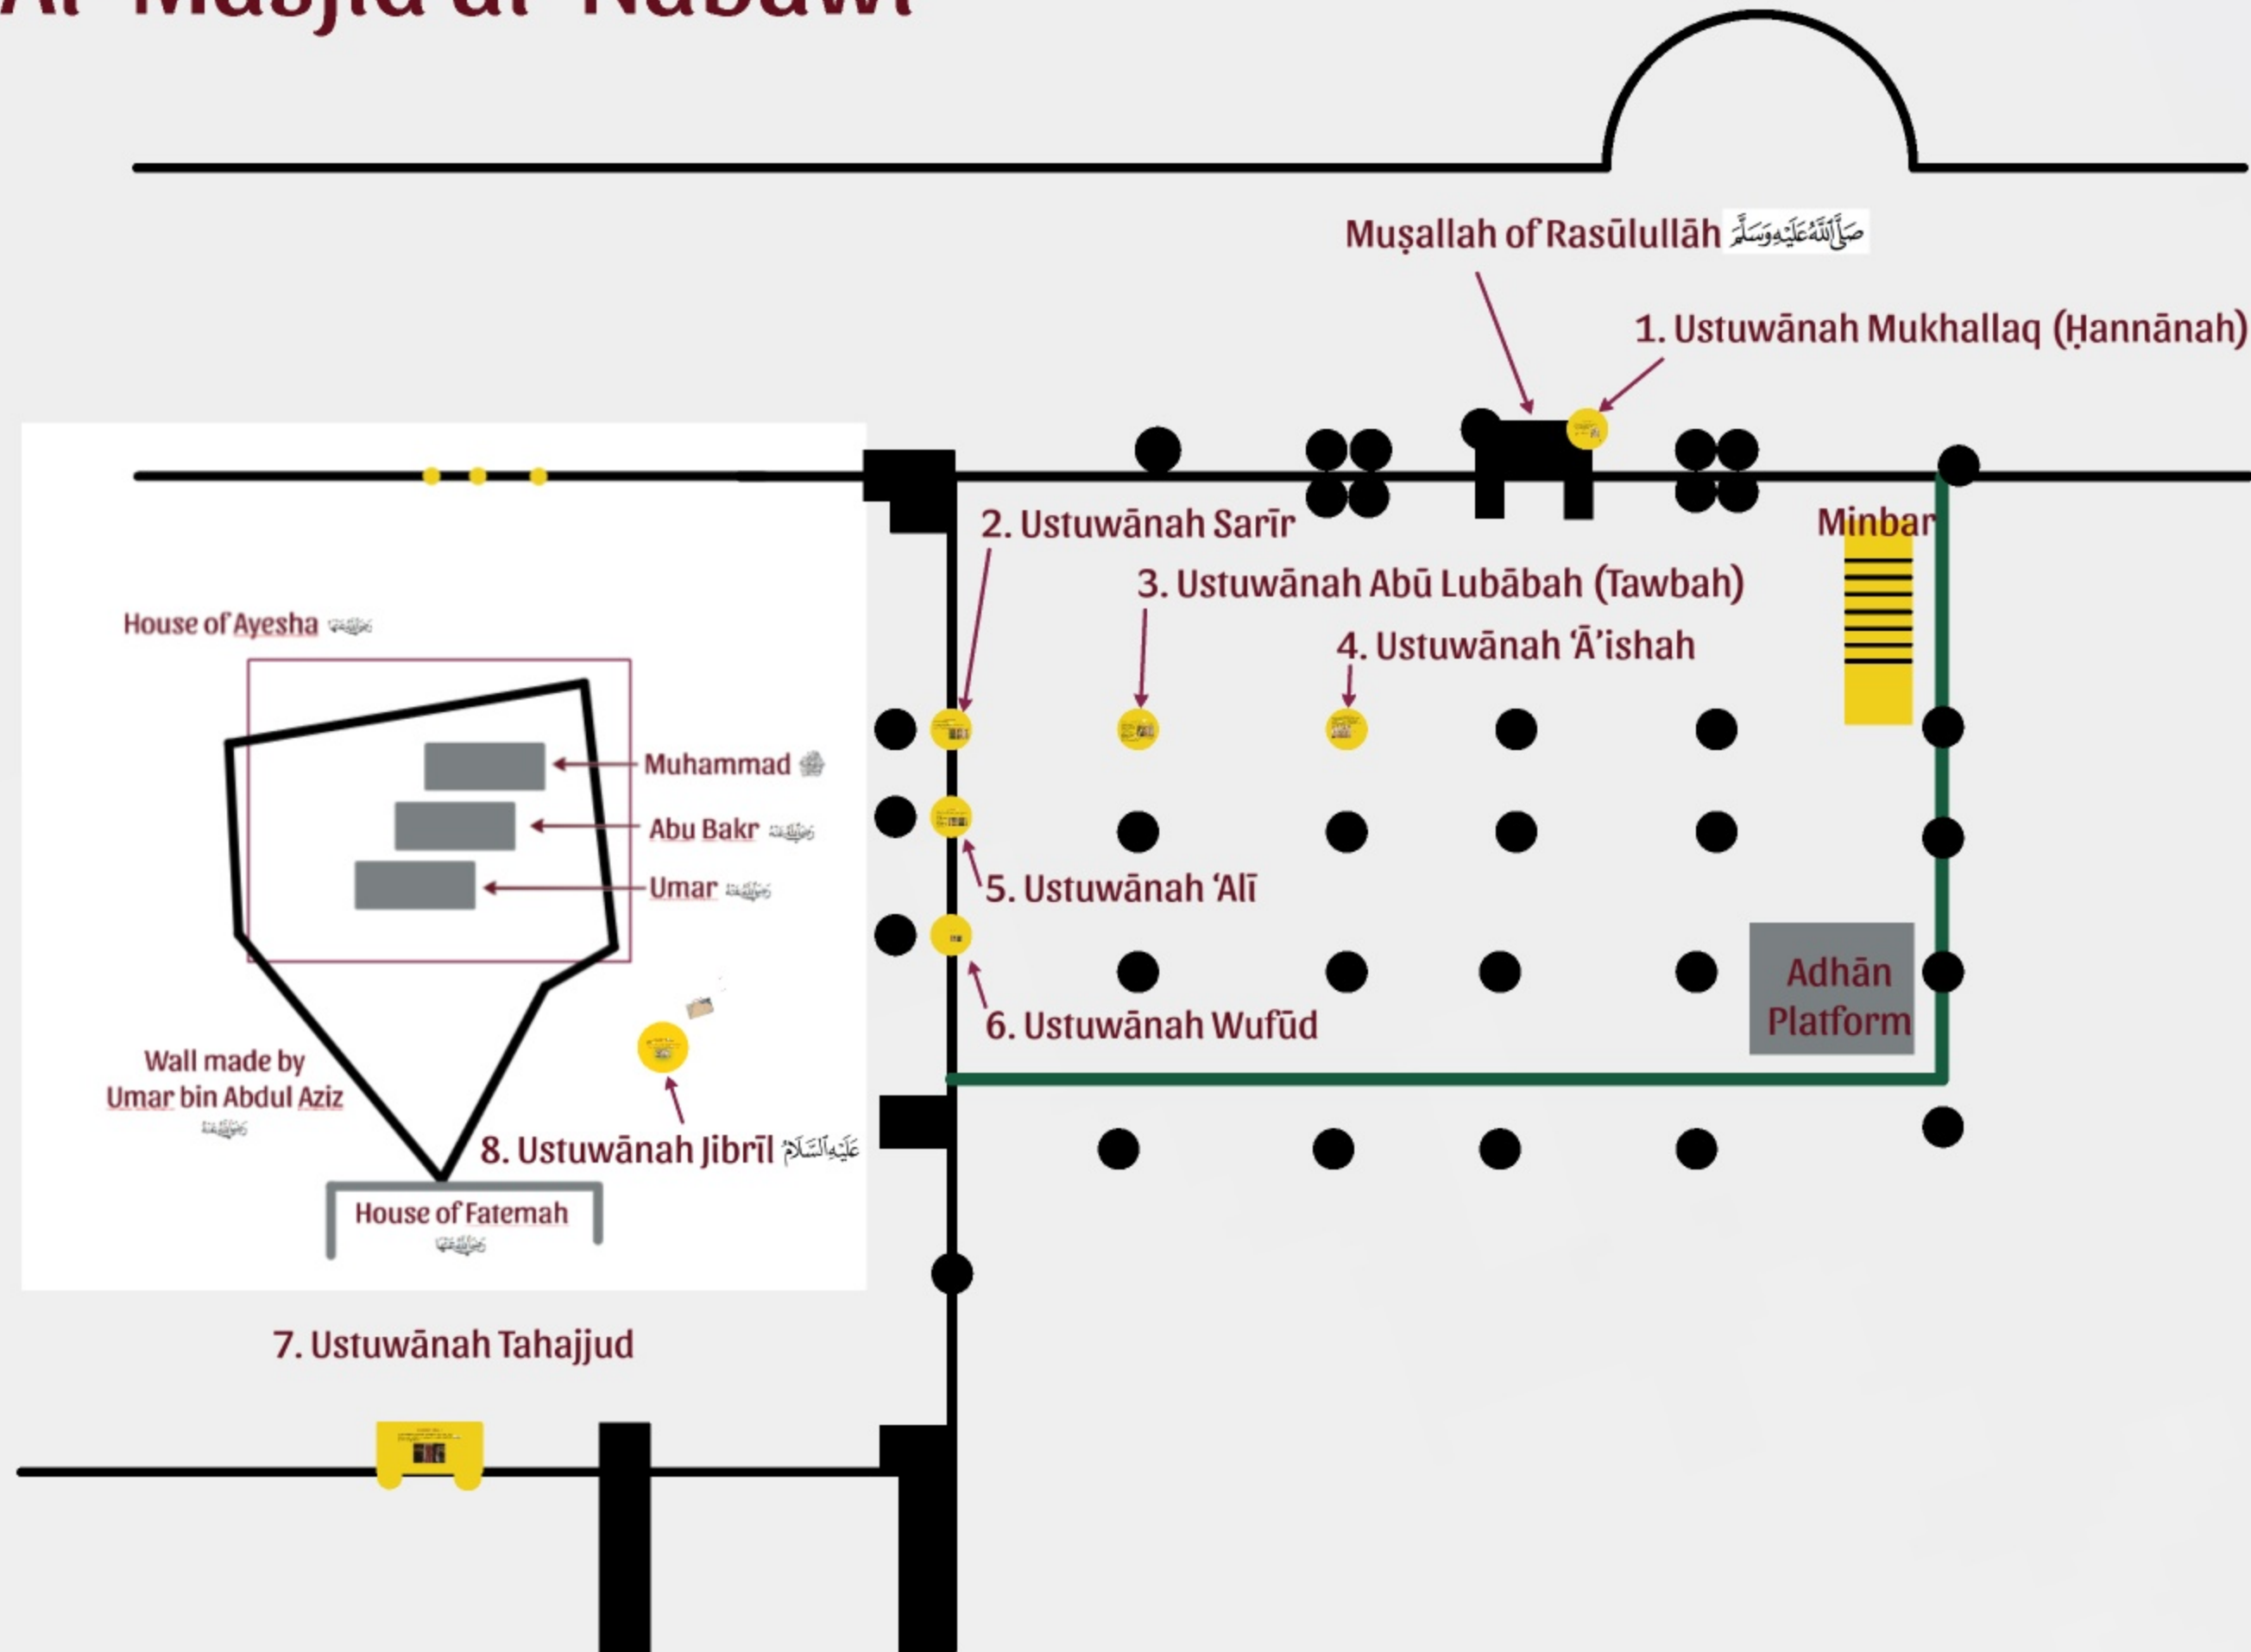 Al-Masjid al-Nabawī
Muṣallah of Rasūlullāh صَلَّى اللهُ عَلَيْهِ وَسَلَّمَ
1. Ustuwānah Mukhallaq (Ḥannānah)
2. Ustuwānah Sarīr
Minbar
3. Ustuwānah Abū Lubābah (Tawbah)
4. Ustuwānah ‘Ā’ishah
House of Ayesha
Muhammad
Abu Bakr
Umar
5. Ustuwānah ‘Alī
Adhān
Platform
6. Ustuwānah Wufūd
Wall made by
Umar bin Abdul Aziz
8. Ustuwānah Jibrīl عَلَيْهِ السَّلَامُ
House of Fatemah
7. Ustuwānah Tahajjud